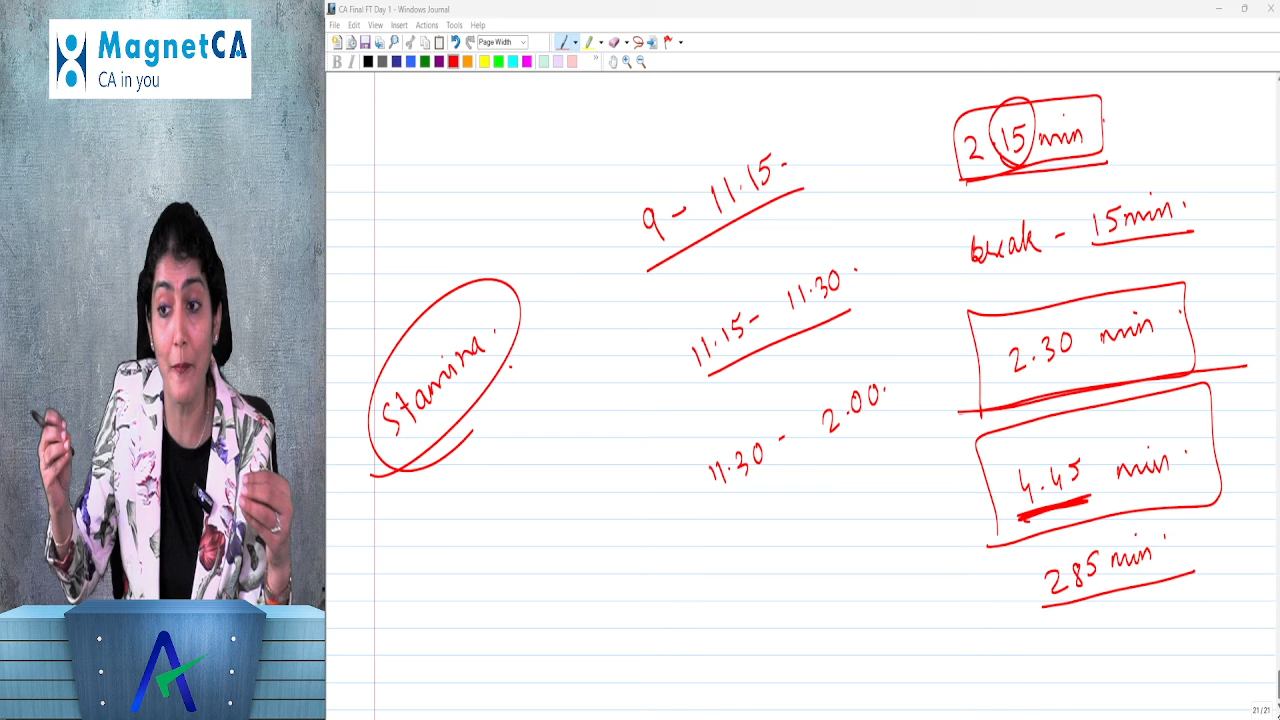 MagnetCA
CA in you
CA Final FT Day 1 - Windows Journal
File Edit View Insert Actions Tools Help
Page Width
B I
2.15 min
9 - 11.15.
break - 15 min.
11.15 - 11.30.
2.30 min.
Stamina.
11.30 - 2.00.
4.45 min.
285 min.
21/21